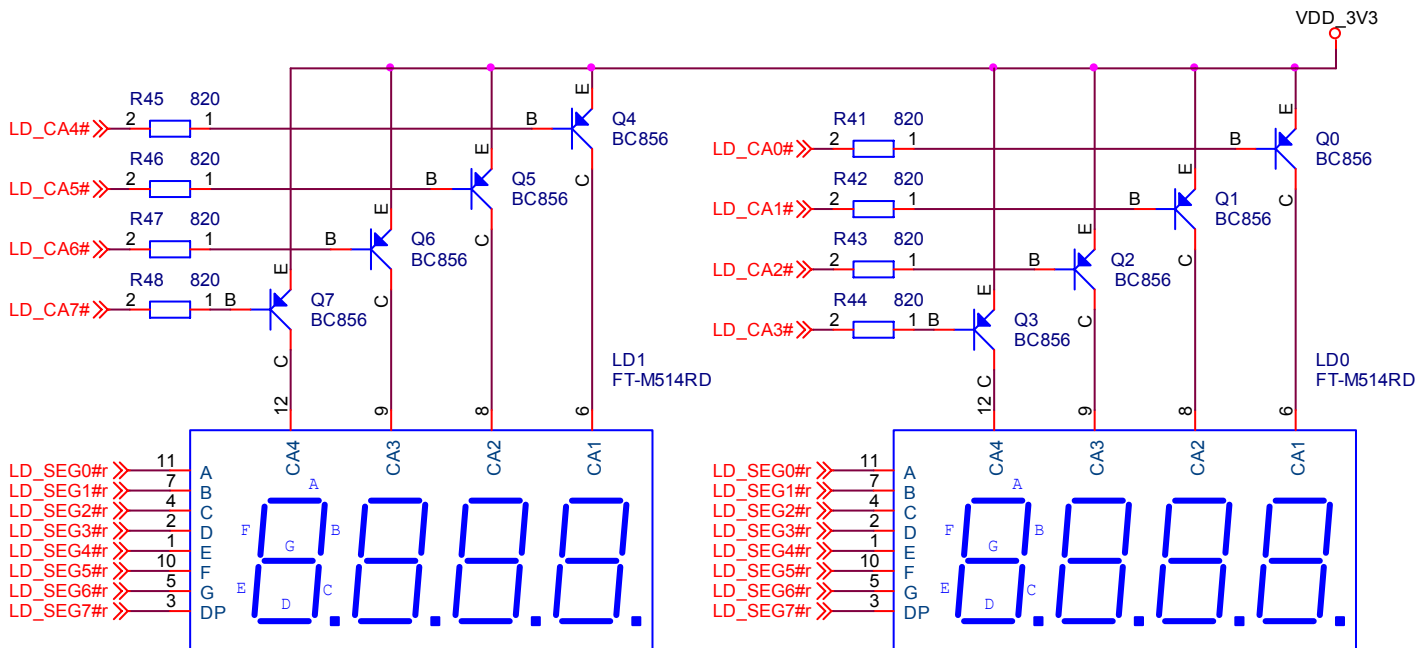 VDD_3V3
R45 820
LD_CA4# 2 1 B E Q4 BC856 C
R46 820
LD_CA5# 2 1 B E Q5 BC856 C
R47 820
LD_CA6# 2 1 B E Q6 BC856 C
R48 820
LD_CA7# 2 1 B E Q7 BC856 C
R41 820
LD_CA0# 2 1 B E Q0 BC856 C
R42 820
LD_CA1# 2 1 B E Q1 BC856 C
R43 820
LD_CA2# 2 1 B E Q2 BC856 C
R44 820
LD_CA3# 2 1 B E Q3 BC856 C
LD1
FT-M514RD
12 9 8 6
CA4 CA3 CA2 CA1
LD_SEG0#r 11 A
LD_SEG1#r 7 B
LD_SEG2#r 4 C
LD_SEG3#r 2 D
LD_SEG4#r 1 E
LD_SEG5#r 10 F
LD_SEG6#r 5 G
LD_SEG7#r 3 DP
A
F B
G
E C
D
LD0
FT-M514RD
12 9 8 6
CA4 CA3 CA2 CA1
LD_SEG0#r 11 A
LD_SEG1#r 7 B
LD_SEG2#r 4 C
LD_SEG3#r 2 D
LD_SEG4#r 1 E
LD_SEG5#r 10 F
LD_SEG6#r 5 G
LD_SEG7#r 3 DP
A
F B
G
E C
D